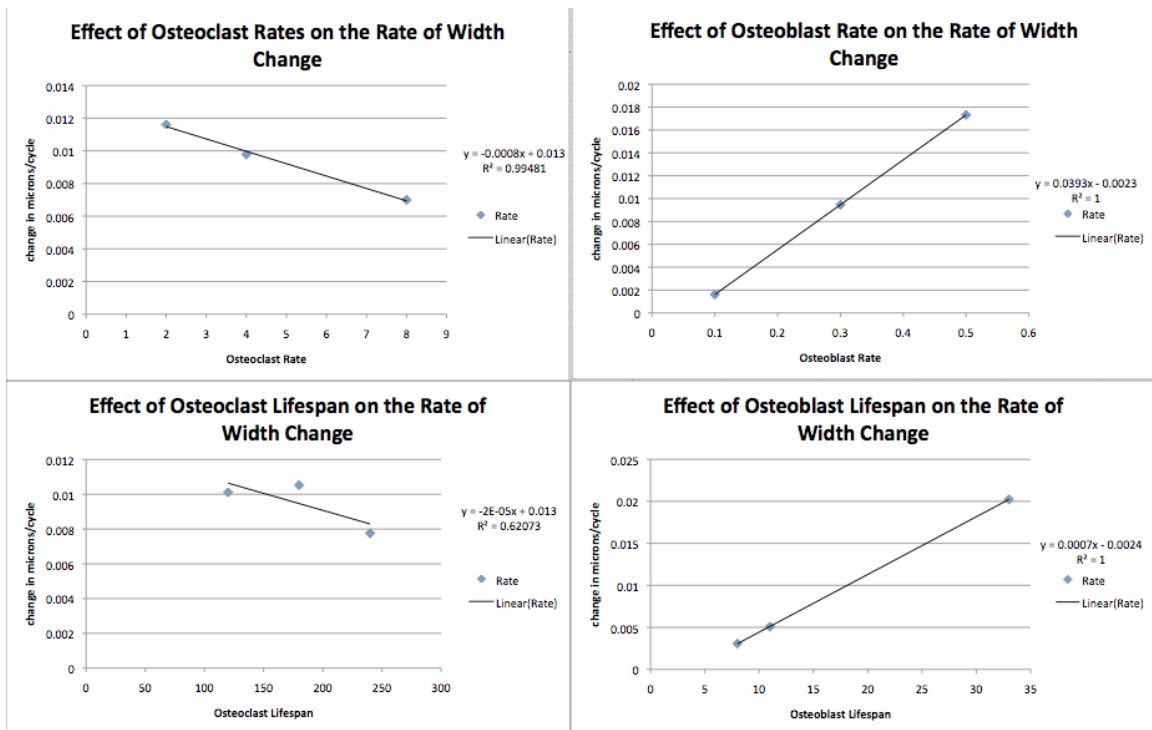 Effect of Osteoclast Rates on the Rate of Width
Change
0.014
0.012
0.01
0.008
0.006
0.004
0.002
0
0 1 2 3 4 5 6 7 8 9
change in microns/cycle
Osteoclast Rate
y = -0.0008x + 0.013
R² = 0.99481
Rate
Linear(Rate)
Effect of Osteoblast Rate on the Rate of Width
Change
0.02
0.018
0.016
0.014
0.012
0.01
0.008
0.006
0.004
0.002
0
0 0.1 0.2 0.3 0.4 0.5 0.6
change in microns/cycle
Osteoblast Rate
y = 0.0393x - 0.0023
R² = 1
Rate
Linear(Rate)
Effect of Osteoclast Lifespan on the Rate of
Width Change
0.012
0.01
0.008
0.006
0.004
0.002
0
0 50 100 150 200 250 300
change in microns/cycle
Osteoclast Lifespan
y = -2E-05x + 0.013
R² = 0.62073
Rate
Linear(Rate)
Effect of Osteoblast Lifespan on the Rate of
Width Change
0.025
0.02
0.015
0.01
0.005
0
0 5 10 15 20 25 30 35
change in microns/cycle
Osteoblast Lifespan
y = 0.0007x - 0.0024
R² = 1
Rate
Linear(Rate)